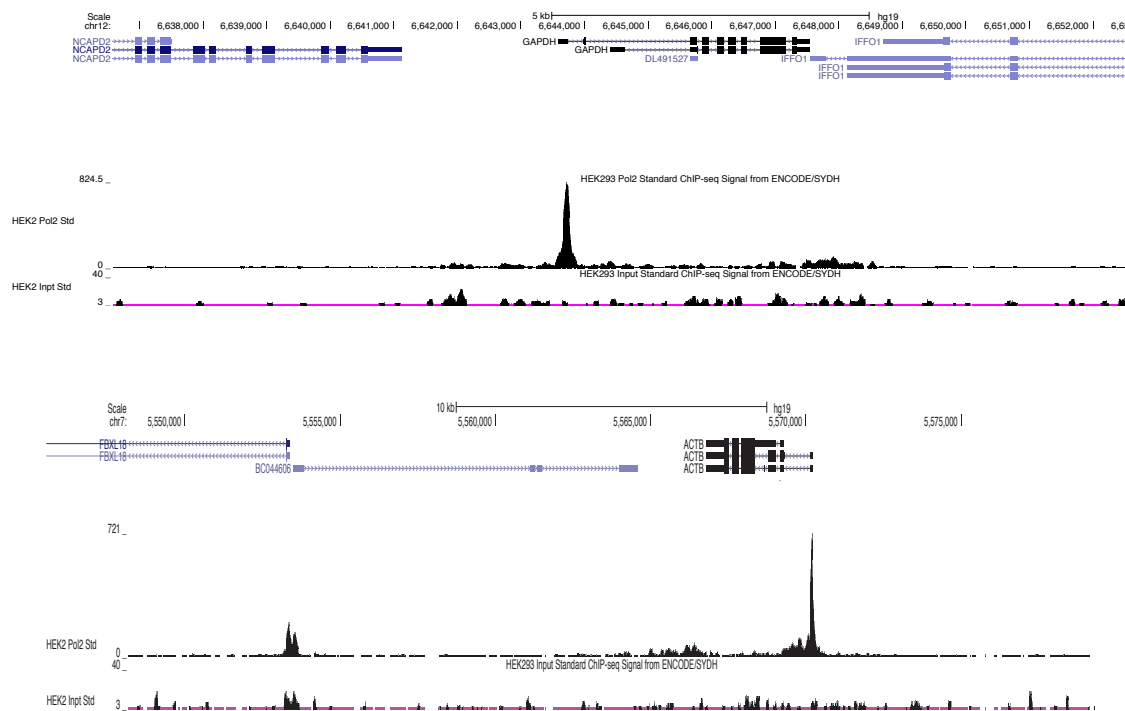 Scale 5 kb hg19
chr12: 6,638,000 6,639,000 6,640,000 6,641,000 6,642,000 6,643,000 6,644,000 6,645,000 6,646,000 6,647,000 6,648,000 6,649,000 6,650,000 6,651,000 6,652,000
NCAPD2 GAPDH IFFO1
NCAPD2 GAPDH
NCAPD2 DL491527 IFFO1
IFFO1
IFFO1
824.5 _ HEK293 Pol2 Standard ChIP-seq Signal from ENCODE/SYDH
HEK2 Pol2 Std
0 _
40 _ HEK293 Input Standard ChIP-seq Signal from ENCODE/SYDH
HEK2 Inpt Std
3 _
Scale 10 kb hg19
chr7: 5,550,000 5,555,000 5,560,000 5,565,000 5,570,000 5,575,000
FBXL18 ACTB
FBXL18 ACTB
BC044606 ACTB
721 _
HEK2 Pol2 Std
0 _
40 _ HEK293 Input Standard ChIP-seq Signal from ENCODE/SYDH
HEK2 Inpt Std
3 _